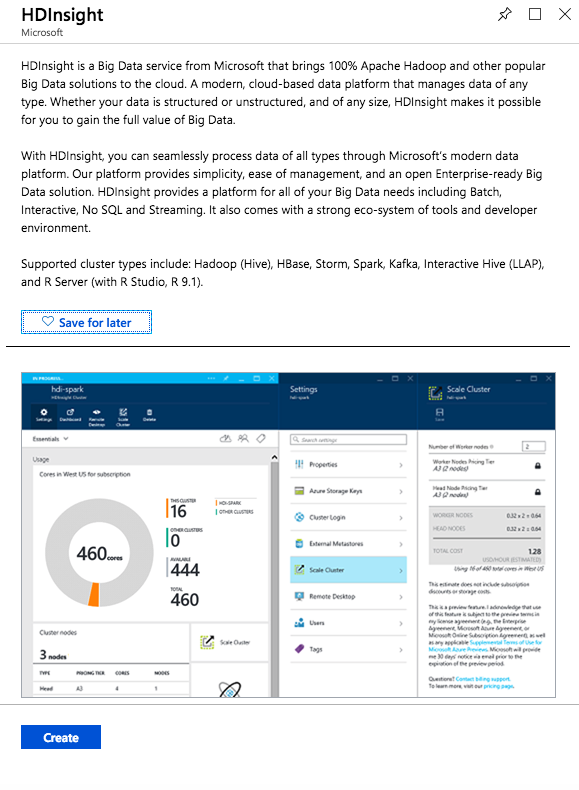 HDInsight
Microsoft
HDInsight is a Big Data service from Microsoft that brings 100% Apache Hadoop and other popular
Big Data solutions to the cloud. A modern, cloud-based data platform that manages data of any
type. Whether your data is structured or unstructured, and of any size, HDInsight makes it possible
for you to gain the full value of Big Data.
With HDInsight, you can seamlessly process data of all types through Microsoft's modern data
platform. Our platform provides simplicity, ease of management, and an open Enterprise-ready Big
Data solution. HDInsight provides a platform for all of your Big Data needs including Batch,
Interactive, No SQL and Streaming. It also comes with a strong eco-system of tools and developer
environment.
Supported cluster types include: Hadoop (Hive), HBase, Storm, Spark, Kafka, Interactive Hive (LLAP),
and R Server (with R Studio, R 9.1).
Save for later
IN PROGRESS...
hdi-spark
HDInsight Cluster
Settings
Dashboard
Remote Desktop
Scale Cluster
Delete
Essentials
Usage
Cores in West US for subscription
460 cores
THIS CLUSTER
16
OTHER CLUSTERS
0
AVAILABLE
444
TOTAL
460
HDI-SPARK
OTHER CLUSTERS
Cluster nodes
3 nodes
TYPE PRICING TIER CORES NODES
Head A3 4 1
Scale Cluster
Settings
hdi-spark
Search settings
Properties
Azure Storage Keys
Cluster Login
External Metastores
Scale Cluster
Remote Desktop
Users
Tags
Scale Cluster
hdi-spark
Save
Number of Worker nodes
2
Worker Nodes Pricing Tier
A3 (2 nodes)
Head Node Pricing Tier
A3 (2 nodes)
WORKER NODES 0.32 x 2 = 0.64
HEAD NODES 0.32 x 2 = 0.64
TOTAL COST 1.28
USD/HOUR (ESTIMATED)
Using 16 of 460 total cores in West US
This estimate does not include subscription
discounts or storage costs.
This is a preview feature. I acknowledge that use
of this feature is subject to the preview terms in
my license agreement (e.g., the Enterprise
Agreement, Microsoft Azure Agreement, or
Microsoft Online Subscription Agreement), as well
as any applicable Supplemental Terms of Use for
Microsoft Azure Previews. Microsoft will provide
me 30 days' notice via email prior to the
expiration of the preview period.
Questions? Contact billing support.
To learn more, visit our pricing page.
Create